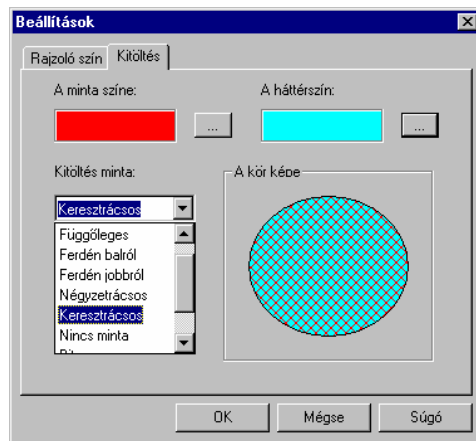 Beállítások
Rajzoló szín
Kitöltés
A minta színe:
A háttérszín:
...
...
Kitöltés minta:
A kör képe
Keresztrácsos
Függőleges
Ferdén balról
Ferdén jobbról
Négyzetrácsos
Keresztrácsos
Nincs minta
OK
Mégse
Súgó